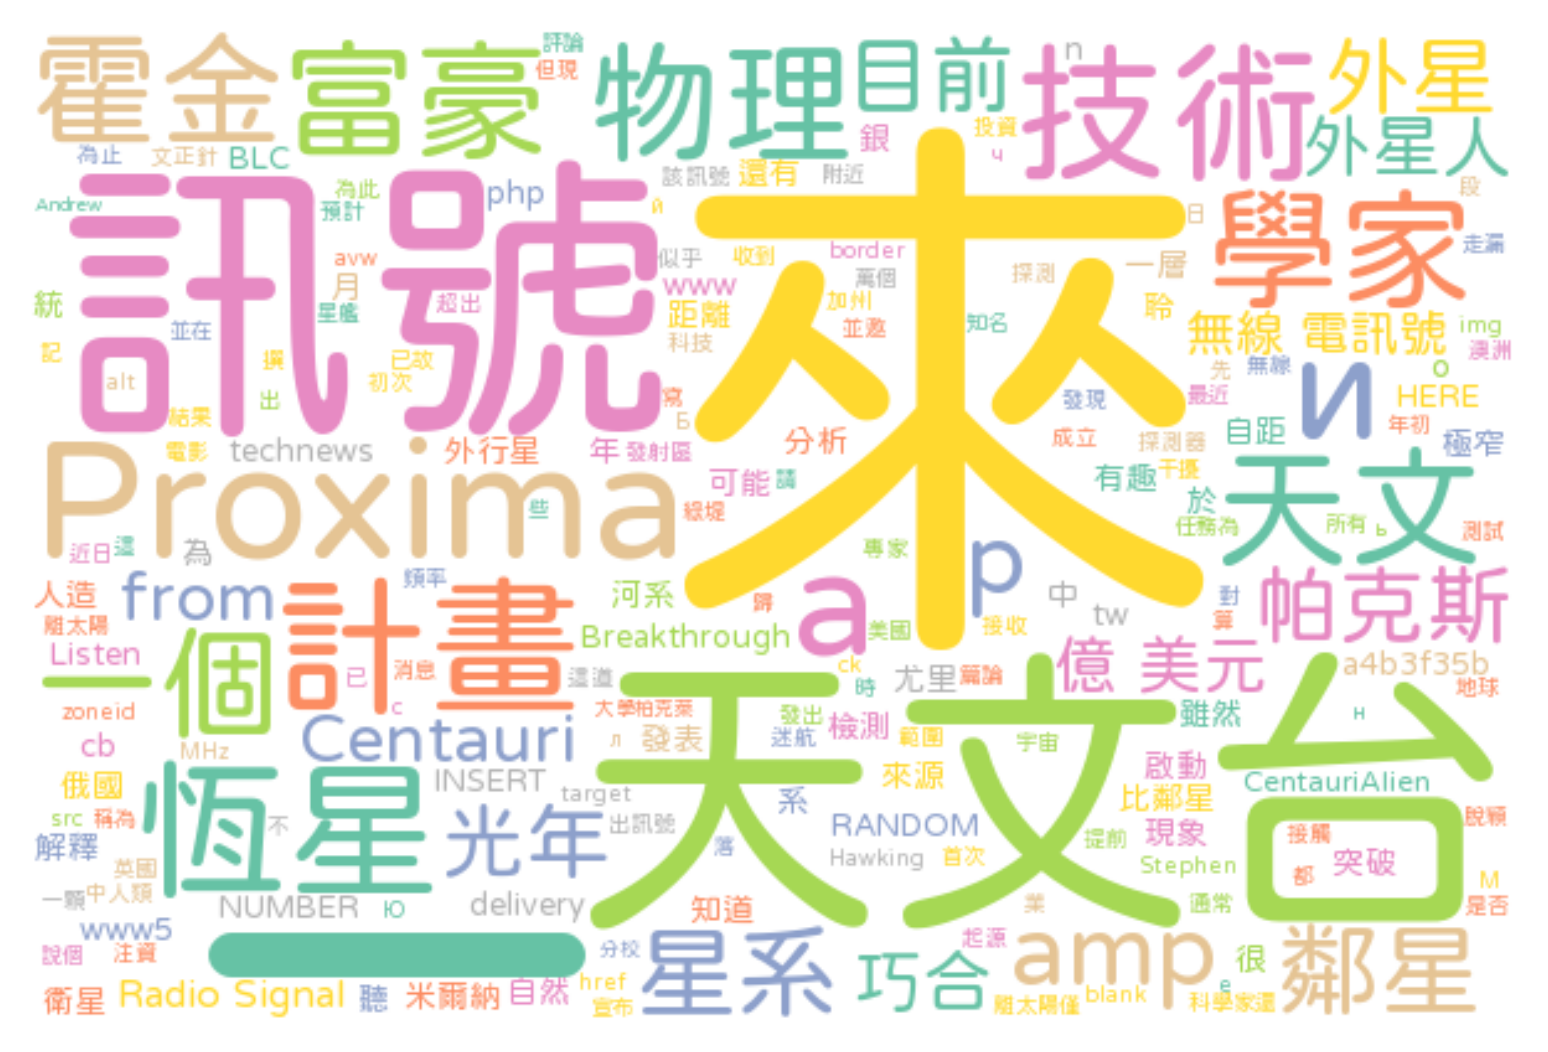 霍金
富豪
評論
但現
物理
目前
n
技術
外星
外星人
為止
文正針
BLC
銀
投資
ч
訊號
Andrew
為此
預計
php
該訊號
還有
附近
й
來
日
段
學家
走漏
avw
月
似乎
收到
border
萬個
探測
一層
統
並在
星艦
超出
www
距離
加州
並邀
知名
聆
無線 電訊號
img
澳洲
記
alt
撰
已故
初次
科技
出
結果
寫
Б
發現
先
無線
最近
И
о
HERE
年初
電影
technews
外行星
年
發射區
分析
成立
探測器
自距
極窄
Proxima
些
綠堤
可能
請
有趣
干擾
於
任務為
天文
所有
ь
測試
近日
這
為
專家
from
頻率
人造
離太陽
河系
歸
a
p
中
tw
對
算
帕克斯
Listen
一
個
計畫
已
消息
Breakthrough
美國
接收
這道
ck
時
尤里
篇論
億 美元
a4b3f35b
地球
zoneid
cb
MHz
c
Centauri
大學柏克萊
л
發表
天文台
發出
迷航
檢測
範圍
宇宙
雖然
н
俄國
src
稱為
恆星
不
INSERT
target
光年
出訊號
系
來源
啟動
比鄰星
CentauriAlien
解釋
英國
一顆
中人類
落
RANDOM
Hawking
首次
提前
現象
Stephen
接觸
都
突破
脫穎
NUMBER
ю
delivery
知道
業
通常
M
是否
www5
說個
注資
一
分校
星系
巧合
起源
amp
很
e
鄰星
衛星
Radio Signal
聽
米爾納
自然
href
宣布
離太陽僅
blank
科學家還